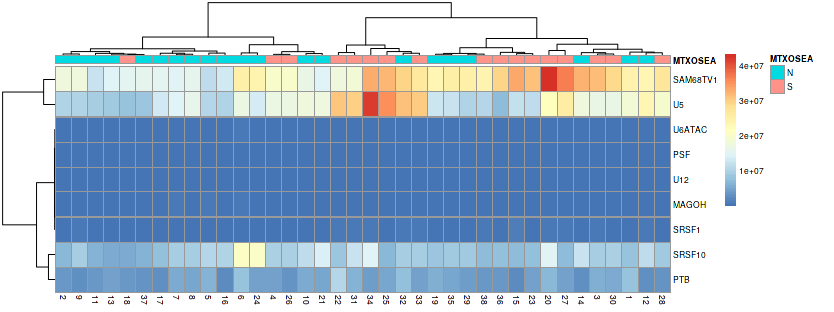 MTXOSEA
SAM68TV1
U5
U6ATAC
PSF
U12
MAGOH
SRSF1
SRSF10
PTB
2 9 11 13 18 37 17 7 8 5 16 6 24 4 26 10 21 22 31 34 25 32 33 19 35 29 38 36 15 23 20 27 14 3 30 1 12 28
4e+07
3e+07
2e+07
1e+07
MTXOSEA
N
S